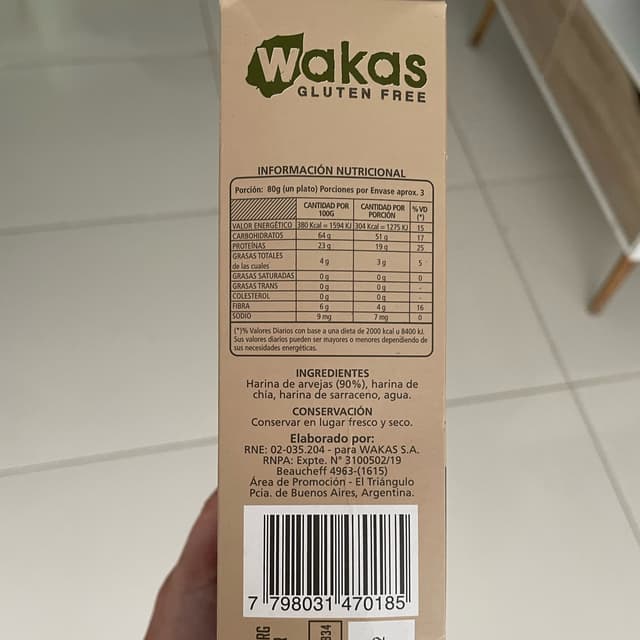 Wakas
GLUTEN FREE
INFORMACIÓN NUTRICIONAL
Porción: 80g (un plato) Porciones por Envase aprox. 3
CANTIDAD POR 100G CANTIDAD POR PORCIÓN % VD (*)
VALOR ENERGÉTICO 380 Kcal = 1594 KJ 304 Kcal = 1275 KJ 15
CARBOHIDRATOS 64 g 51 g 17
PROTEÍNAS 23 g 19 g 25
GRASAS TOTALES de las cuales 4 g 3 g 5
GRASAS SATURADAS 0 g 0 g 0
GRASAS TRANS 0 g 0 g -
COLESTEROL 0 g 0 g -
FIBRA 6 g 4 g 16
SODIO 9 mg 7 mg 0
(*)% Valores Diarios con base a una dieta de 2000 kcal u 8400 kJ.
Sus valores diarios pueden ser mayores o menores dependiendo de
sus necesidades energéticas.
INGREDIENTES
Harina de arvejas (90%), harina de
chía, harina de sarraceno, agua.
CONSERVACIÓN
Conservar en lugar fresco y seco.
Elaborado por:
RNE: 02-035.204 - para WAKAS S.A.
RNPA: Expte. N° 3100502/19
Beaucheff 4963-(1615)
Área de Promoción - El Triángulo
Pcia. de Buenos Aires, Argentina.
7 798031 470185